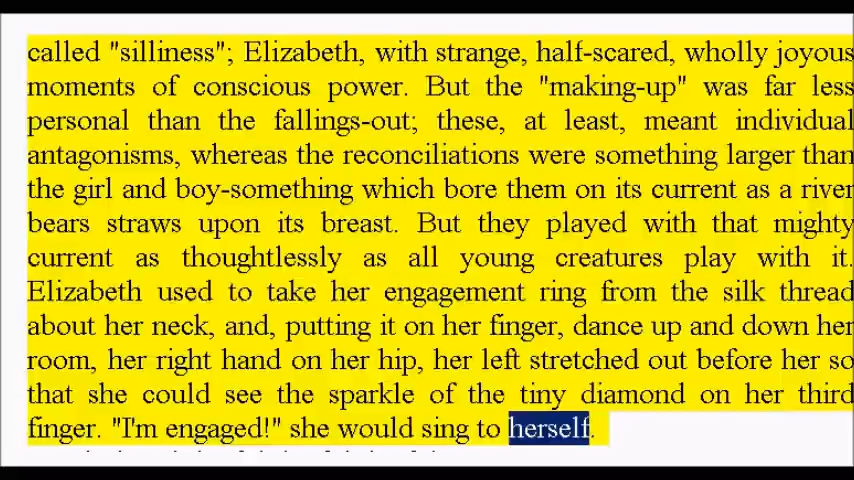 called "silliness"; Elizabeth, with strange, half-scared, wholly joyous
moments of conscious power. But the "making-up" was far less
personal than the fallings-out; these, at least, meant individual
antagonisms, whereas the reconciliations were something larger than
the girl and boy-something which bore them on its current as a river
bears straws upon its breast. But they played with that mighty
current as thoughtlessly as all young creatures play with it.
Elizabeth used to take her engagement ring from the silk thread
about her neck, and, putting it on her finger, dance up and down her
room, her right hand on her hip, her left stretched out before her so
that she could see the sparkle of the tiny diamond on her third
finger. "I'm engaged!" she would sing to herself.